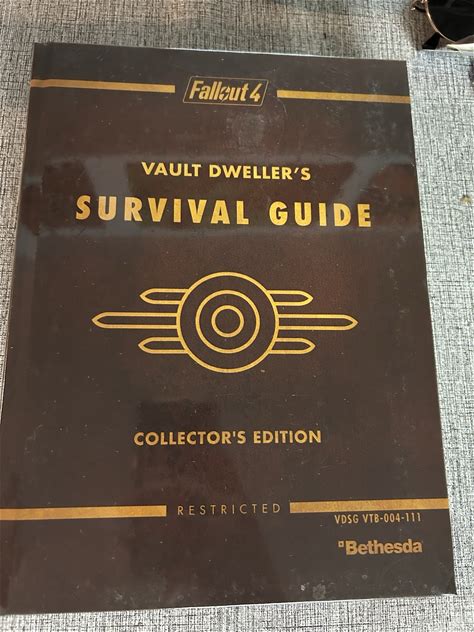 Fallout 4
VAULT DWELLER'S
SURVIVAL GUIDE
COLLECTOR'S EDITION
RESTRICTED
VDSG VTB-004-111
Bethesda